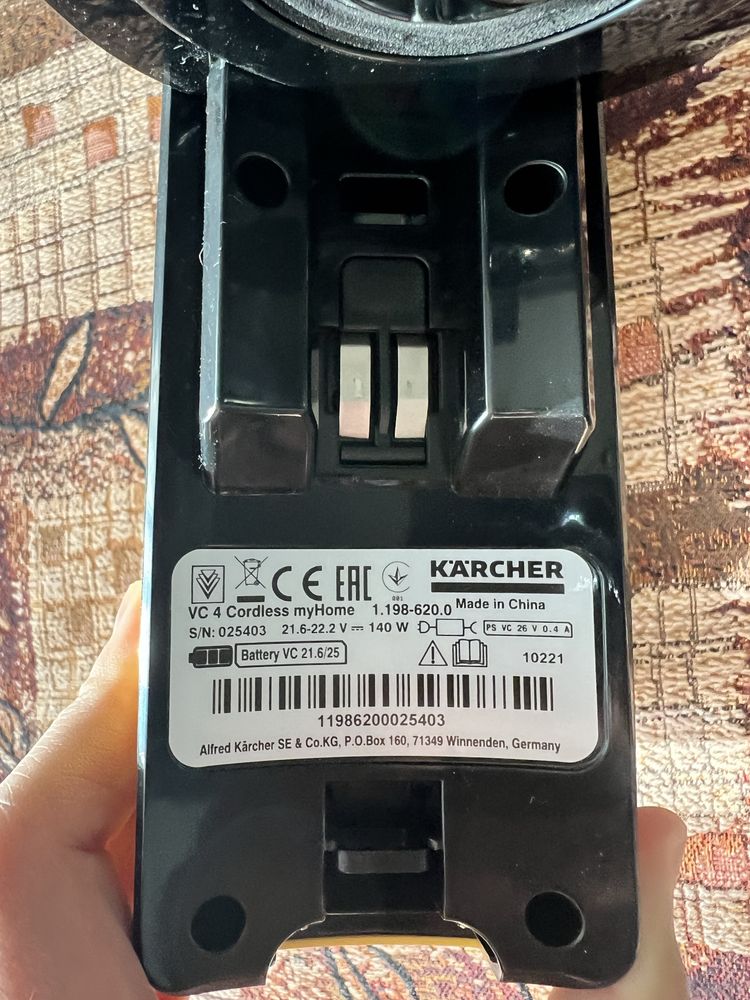 CE EAC 001 KÄRCHER
VC 4 Cordless myHome 1.198-620.0 Made in China
S/N: 025403 21.6-22.2 V 140 W PS VC 26 V 0.4 A
Battery VC 21.6/25 10221
11986200025403
Alfred Kärcher SE & Co.KG, P.O.Box 160, 71349 Winnenden, Germany